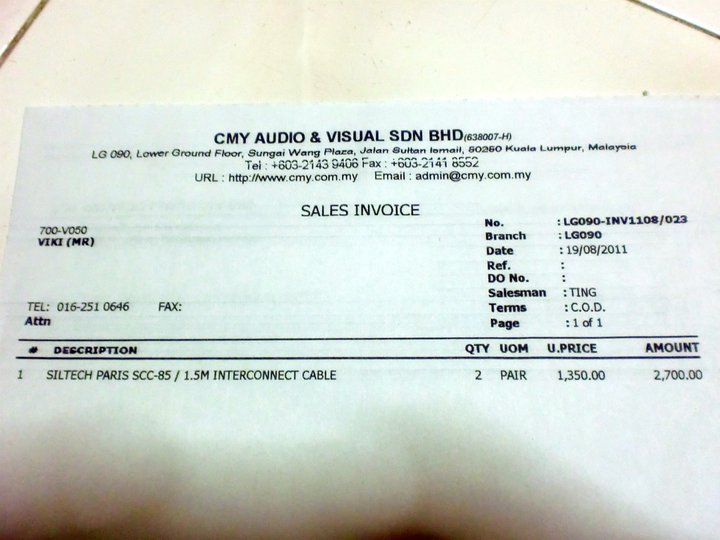 CMY AUDIO & VISUAL SDN BHD(638007-H)
LG 090, Lower Ground Floor, Sungai Wang Plaza, Jalan Sultan Ismail, 50250 Kuala Lumpur, Malaysia
Tel : +603-2143 9406 Fax : +603-2141 8552
URL : http://www.cmy.com.my Email : admin@cmy.com.my
SALES INVOICE
700-V050
VIKI (MR)
No. : LG090-INV1108/023
Branch : LG090
Date : 19/08/2011
Ref. :
DO No. :
Salesman : TING
TEL: 016-251 0646 FAX:
Terms : C.O.D.
Attn
Page : 1 of 1
# DESCRIPTION QTY UOM U.PRICE AMOUNT
1 SILTECH PARIS SCC-85 / 1.5M INTERCONNECT CABLE 2 PAIR 1,350.00 2,700.00